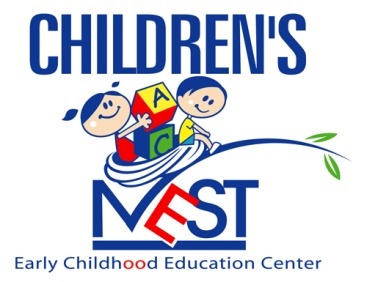 CHILDREN'S
A
C
NEST
Early Childhood Education Center